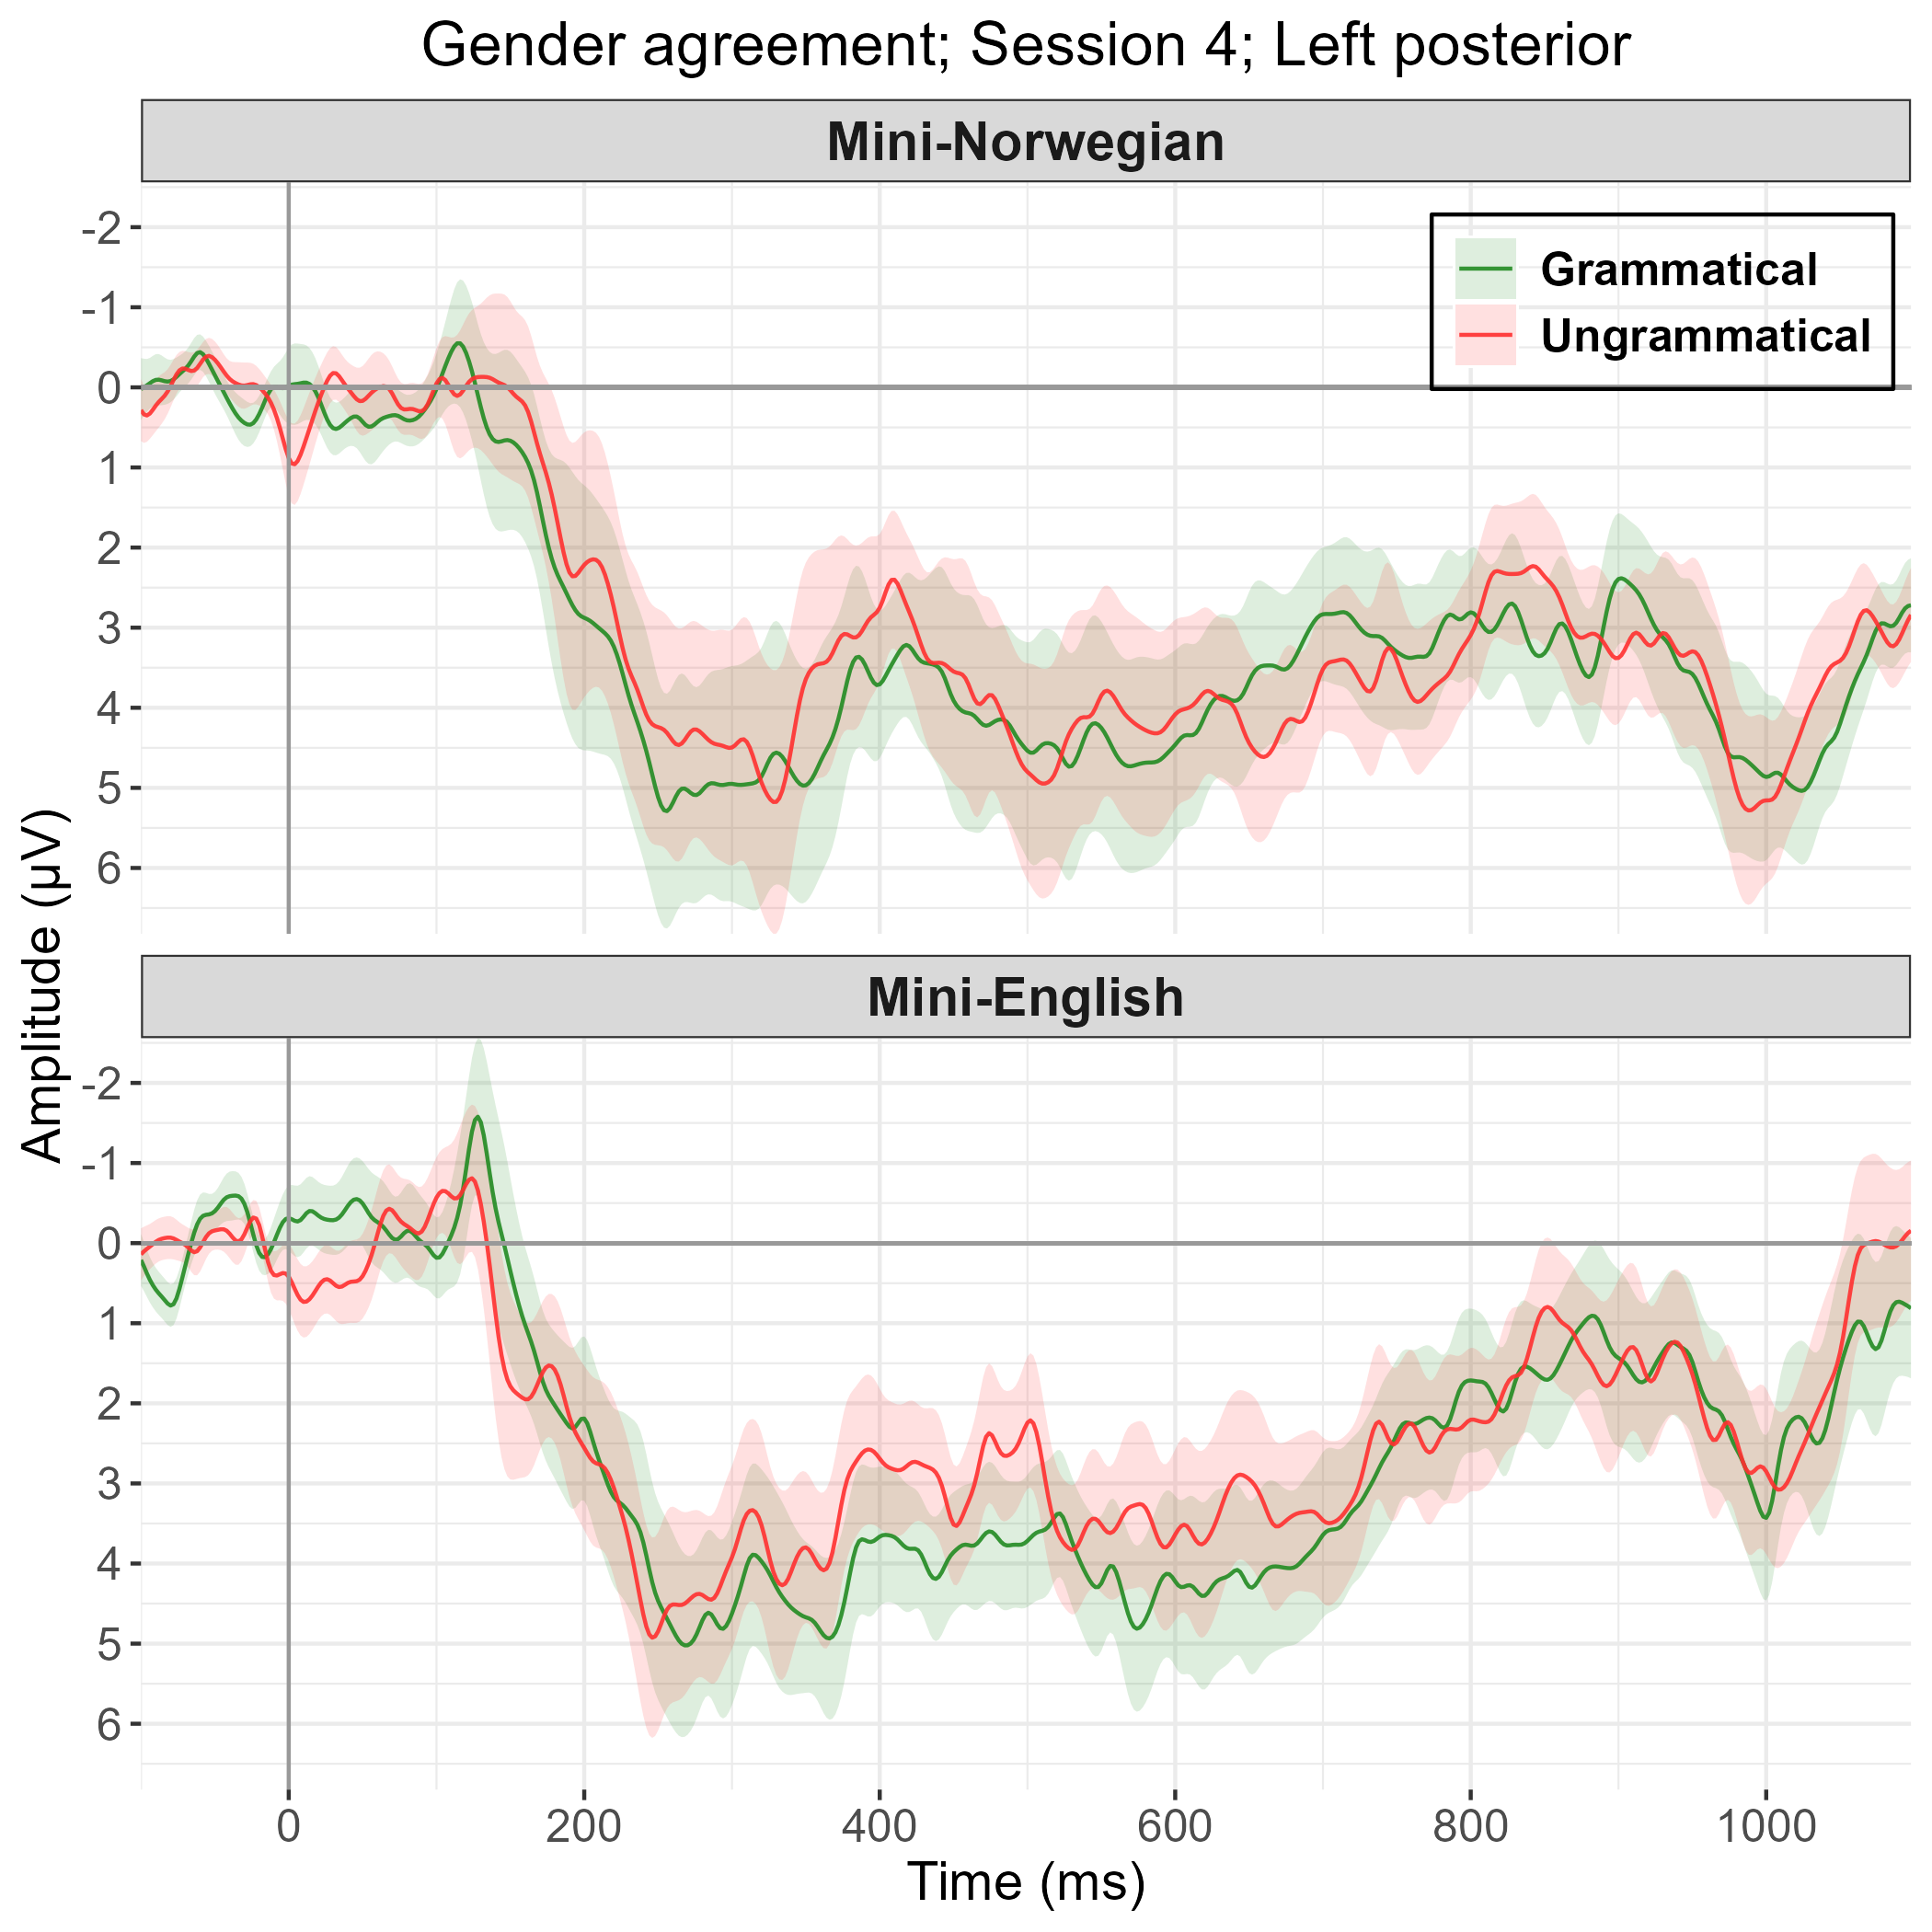 Gender agreement; Session 4; Left posterior
Mini-Norwegian
-2
-1
0
1
2
3
4
5
6
Grammatical
Ungrammatical
Amplitude (µV)
Mini-English
-2
-1
0
1
2
3
4
5
6
0 200 400 600 800 1000
Time (ms)